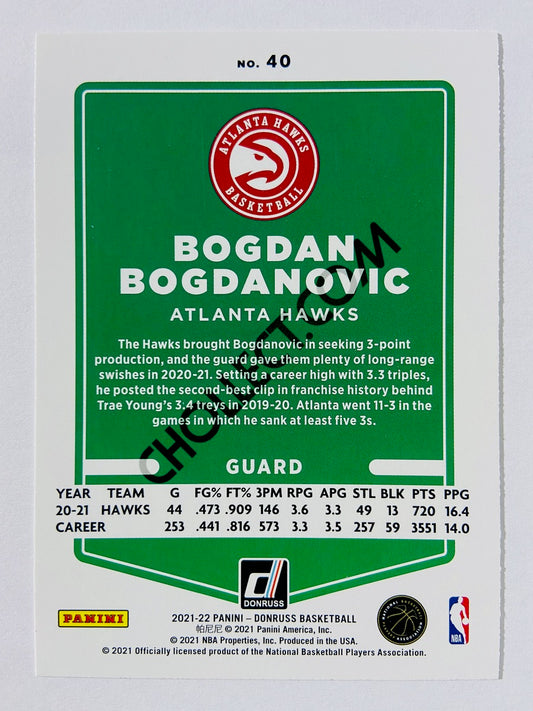 NO. 40
ATLANTA HAWKS
BASKETBALL
BOGDAN
BOGDANOVIC
ATLANTA HAWKS
The Hawks brought Bogdanovic in seeking 3-point
production, and the guard gave them plenty of long-range
swishes in 2020-21. Setting a career high with 3.3 triples,
he posted the second-best clip in franchise history behind
Trae Young's 3.4 treys in 2019-20. Atlanta went 11-3 in the
games in which he sank at least five 3s.
CHOLLECT.COM
GUARD
YEAR TEAM G FG% FT% 3PM RPG APG STL BLK PTS PPG
20-21 HAWKS 44 .473 .909 146 3.6 3.3 49 13 720 16.4
CAREER 253 .441 .816 573 3.3 3.5 257 59 3551 14.0
DONRUSS
PANINI
2021-22 PANINI – DONRUSS BASKETBALL
帕尼尼 © 2021 Panini America, Inc.
© 2021 NBA Properties, Inc. Produced in the USA.
© 2021 Officially licensed product of the National Basketball Players Association.
NATIONAL BASKETBALL PLAYERS ASSOCIATION
NBA